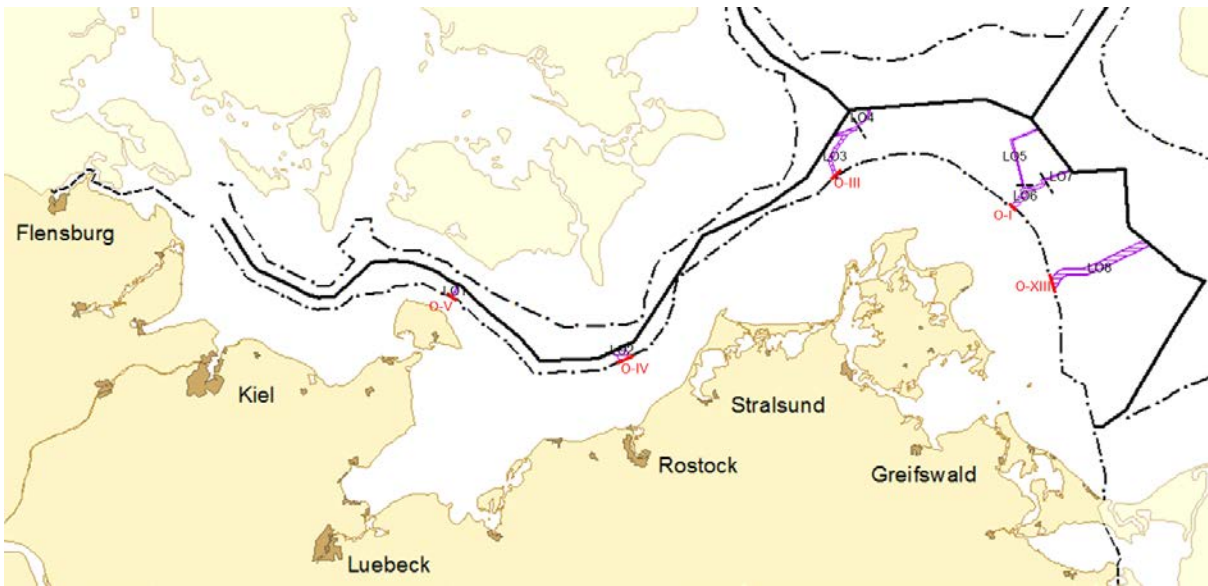 LO4
LO3
O-III
LO5
LO7
LO6
O-I
Flensburg
LO8
O-XIII
LO1
O-V
LO2
O-IV
Kiel
Stralsund
Rostock
Greifswald
Luebeck